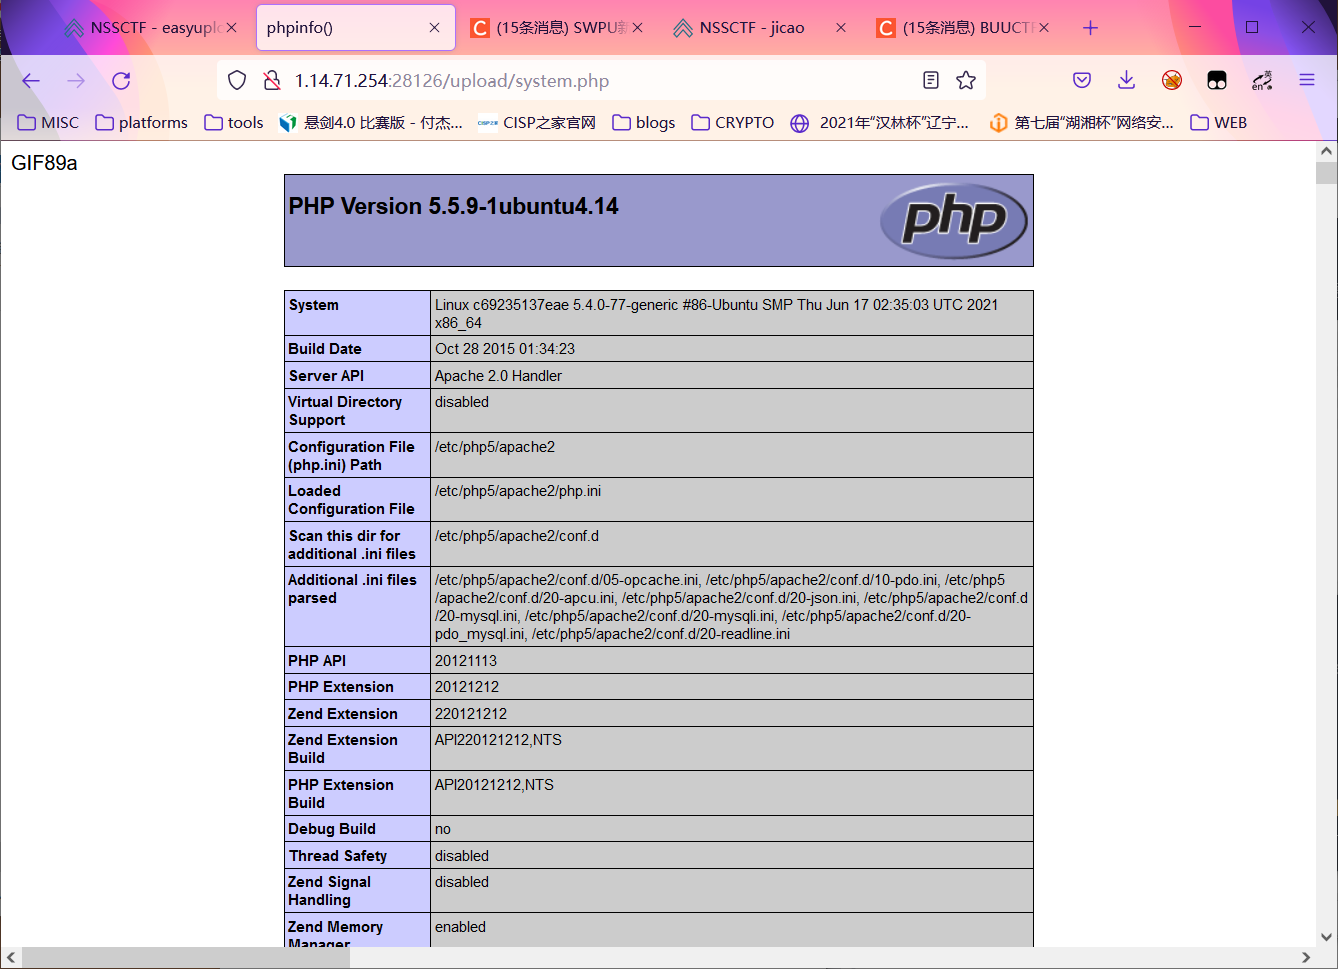 NSSCTF - easyuplo
phpinfo()
(15条消息) SWPU新
NSSCTF - jicao
(15条消息) BUUCTF
1.14.71.254:28126/upload/system.php
英
en
MISC
platforms
tools
悬剑4.0 比赛版 - 付杰...
CISP之家官网
blogs
CRYPTO
2021年“汉林杯”辽宁...
第七届“湖湘杯”网络安...
WEB
GIF89a
PHP Version 5.5.9-1ubuntu4.14
php
System
Linux c69235137eae 5.4.0-77-generic #86-Ubuntu SMP Thu Jun 17 02:35:03 UTC 2021
x86_64
Build Date
Oct 28 2015 01:34:23
Server API
Apache 2.0 Handler
Virtual Directory
Support
disabled
Configuration File
(php.ini) Path
/etc/php5/apache2
Loaded
Configuration File
/etc/php5/apache2/php.ini
Scan this dir for
additional .ini files
/etc/php5/apache2/conf.d
Additional .ini files
parsed
/etc/php5/apache2/conf.d/05-opcache.ini, /etc/php5/apache2/conf.d/10-pdo.ini, /etc/php5
/apache2/conf.d/20-apcu.ini, /etc/php5/apache2/conf.d/20-json.ini, /etc/php5/apache2/conf.d
/20-mysql.ini, /etc/php5/apache2/conf.d/20-mysqli.ini, /etc/php5/apache2/conf.d/20-
pdo_mysql.ini, /etc/php5/apache2/conf.d/20-readline.ini
PHP API
20121113
PHP Extension
20121212
Zend Extension
220121212
Zend Extension
Build
API220121212,NTS
PHP Extension
Build
API20121212,NTS
Debug Build
no
Thread Safety
disabled
Zend Signal
Handling
disabled
Zend Memory
Manager
enabled